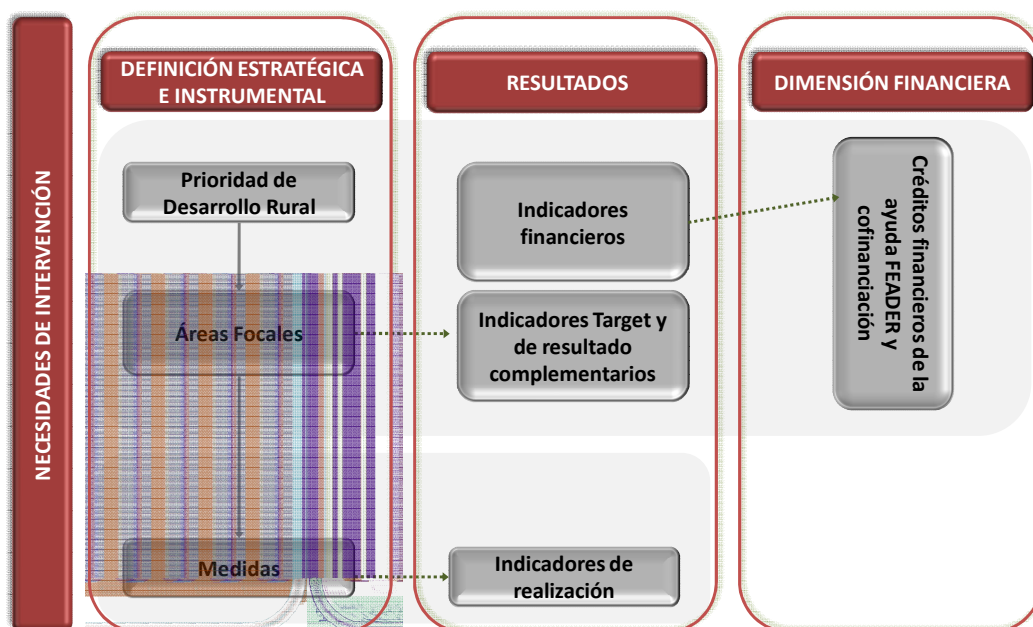 NECESIDADES DE INTERVENCIÓN
DEFINICIÓN ESTRATÉGICA
E INSTRUMENTAL
Prioridad de
Desarrollo Rural
Áreas Focales
Medidas
RESULTADOS
Indicadores
financieros
Indicadores Target y
de resultado
complementarios
Indicadores de
realización
DIMENSIÓN FINANCIERA
Créditos financieros de la
ayuda FEADER y
cofinanciación